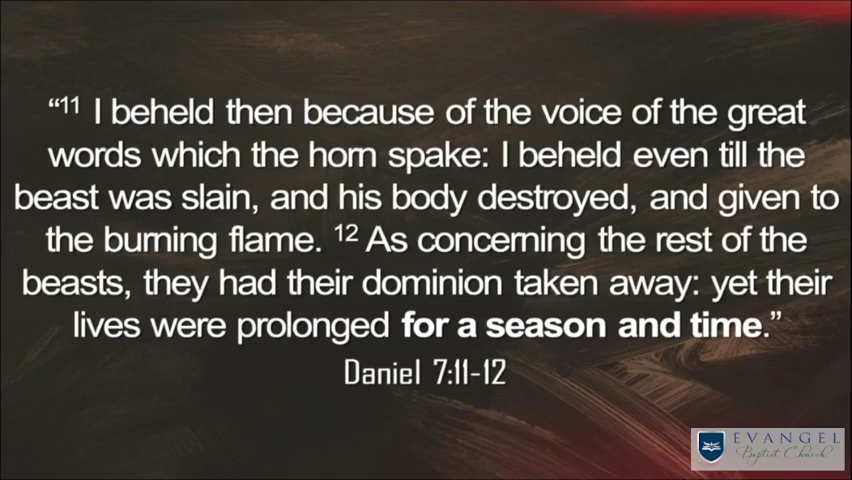 “¹¹ I beheld then because of the voice of the great
words which the horn spake: I beheld even till the
beast was slain, and his body destroyed, and given to
the burning flame. ¹² As concerning the rest of the
beasts, they had their dominion taken away: yet their
lives were prolonged for a season and time.”
Daniel 7:11-12
EVANGEL
Baptist Church